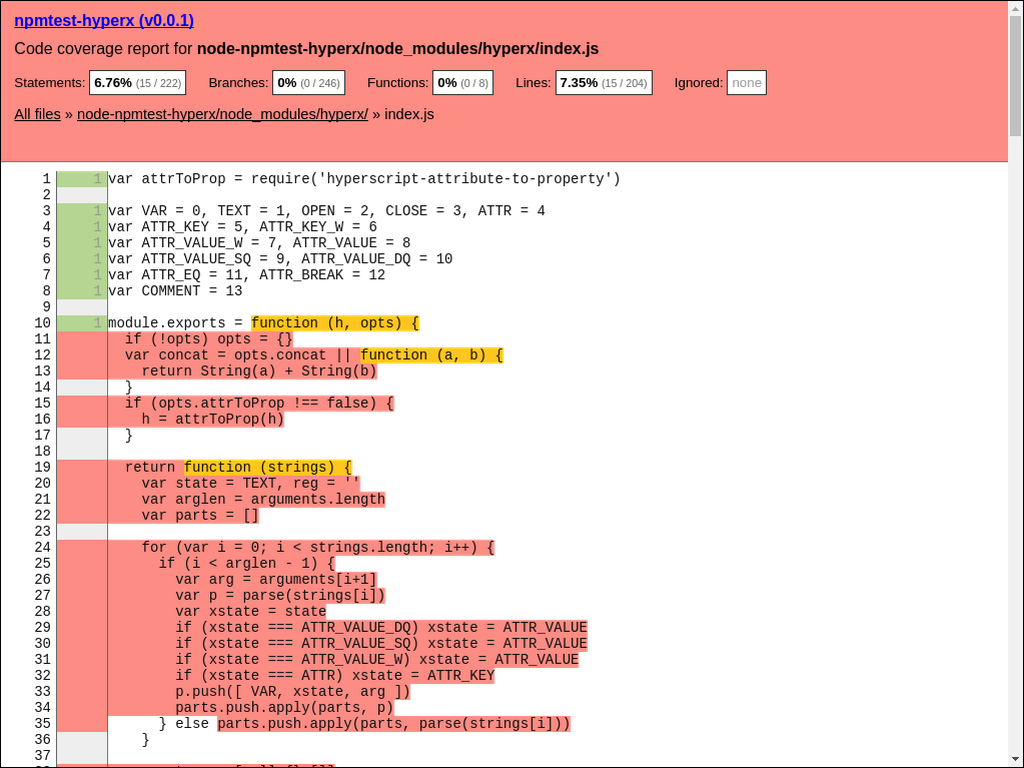 npmtest-hyperx (v0.0.1)
Code coverage report for node-npmtest-hyperx/node_modules/hyperx/index.js
Statements: 6.76% (15 / 222) Branches: 0% (0 / 246) Functions: 0% (0 / 8) Lines: 7.35% (15 / 204) Ignored: none
All files » node-npmtest-hyperx/node_modules/hyperx/ » index.js
1 1 var attrToProp = require('hyperscript-attribute-to-property')
2
3 1 var VAR = 0, TEXT = 1, OPEN = 2, CLOSE = 3, ATTR = 4
4 1 var ATTR_KEY = 5, ATTR_KEY_W = 6
5 1 var ATTR_VALUE_W = 7, ATTR_VALUE = 8
6 1 var ATTR_VALUE_SQ = 9, ATTR_VALUE_DQ = 10
7 1 var ATTR_EQ = 11, ATTR_BREAK = 12
8 1 var COMMENT = 13
9
10 1 module.exports = function (h, opts) {
11 if (!opts) opts = {}
12 var concat = opts.concat || function (a, b) {
13 return String(a) + String(b)
14 }
15 if (opts.attrToProp !== false) {
16 h = attrToProp(h)
17 }
18
19 return function (strings) {
20 var state = TEXT, reg = ''
21 var arglen = arguments.length
22 var parts = []
23
24 for (var i = 0; i < strings.length; i++) {
25 if (i < arglen - 1) {
26 var arg = arguments[i+1]
27 var p = parse(strings[i])
28 var xstate = state
29 if (xstate === ATTR_VALUE_DQ) xstate = ATTR_VALUE
30 if (xstate === ATTR_VALUE_SQ) xstate = ATTR_VALUE
31 if (xstate === ATTR_VALUE_W) xstate = ATTR_VALUE
32 if (xstate === ATTR) xstate = ATTR_KEY
33 p.push([ VAR, xstate, arg ])
34 parts.push.apply(parts, p)
35 } else parts.push.apply(parts, parse(strings[i]))
36 }
37